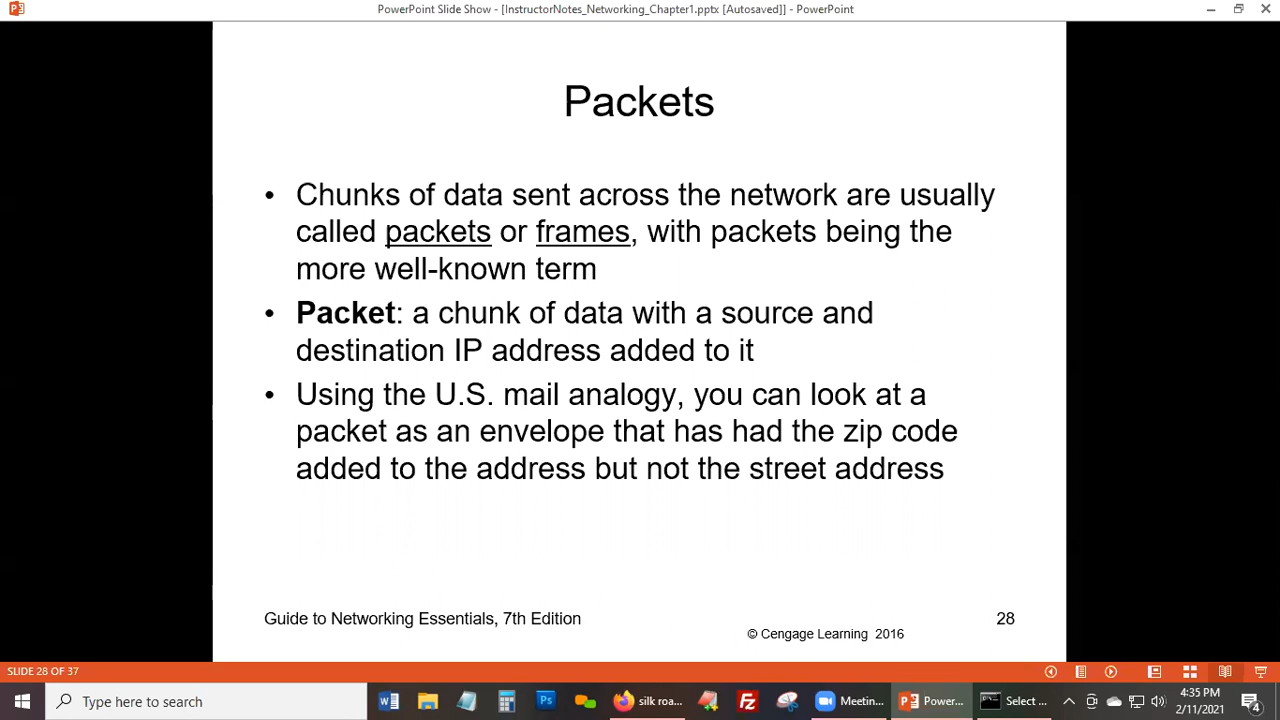 PowerPoint Slide Show - [InstructorNotes_Networking_Chapter1.pptx [Autosaved]] - PowerPoint
Packets
• Chunks of data sent across the network are usually
called packets or frames, with packets being the
more well-known term
• Packet: a chunk of data with a source and
destination IP address added to it
• Using the U.S. mail analogy, you can look at a
packet as an envelope that has had the zip code
added to the address but not the street address
Guide to Networking Essentials, 7th Edition
28
© Cengage Learning 2016
SLIDE 28 OF 37
Type here to search
silk roa...
Meetin...
Power...
Select ...
4:35 PM
2/11/2021
4